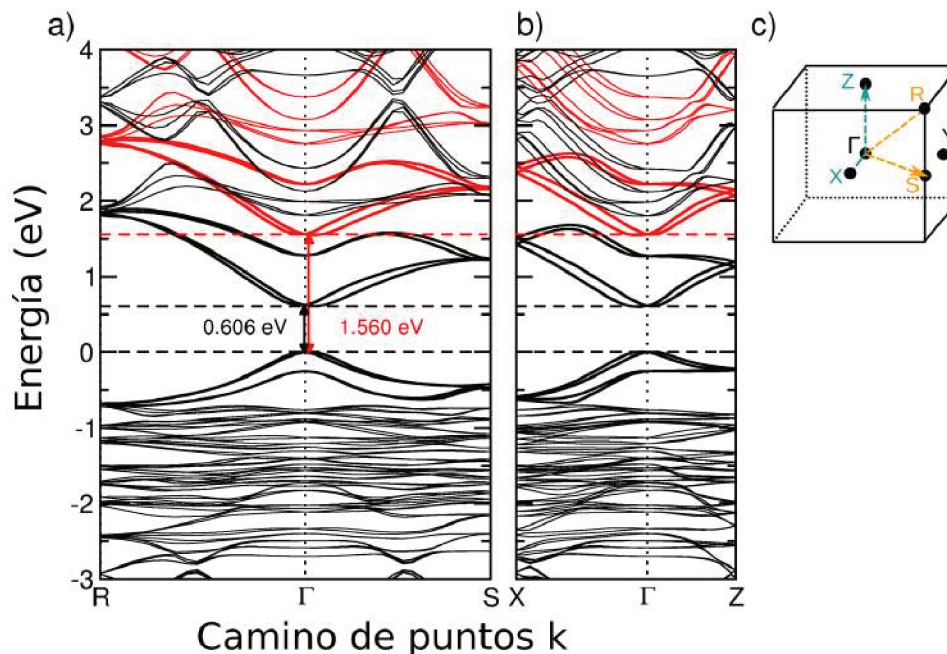 a)
b)
c)
4
3
2
1
0
-1
-2
-3
Energía (eV)
0.606 eV
1.560 eV
R
Γ
S
X
Γ
Z
Camino de puntos k
Z
R
Γ
Y
X
S